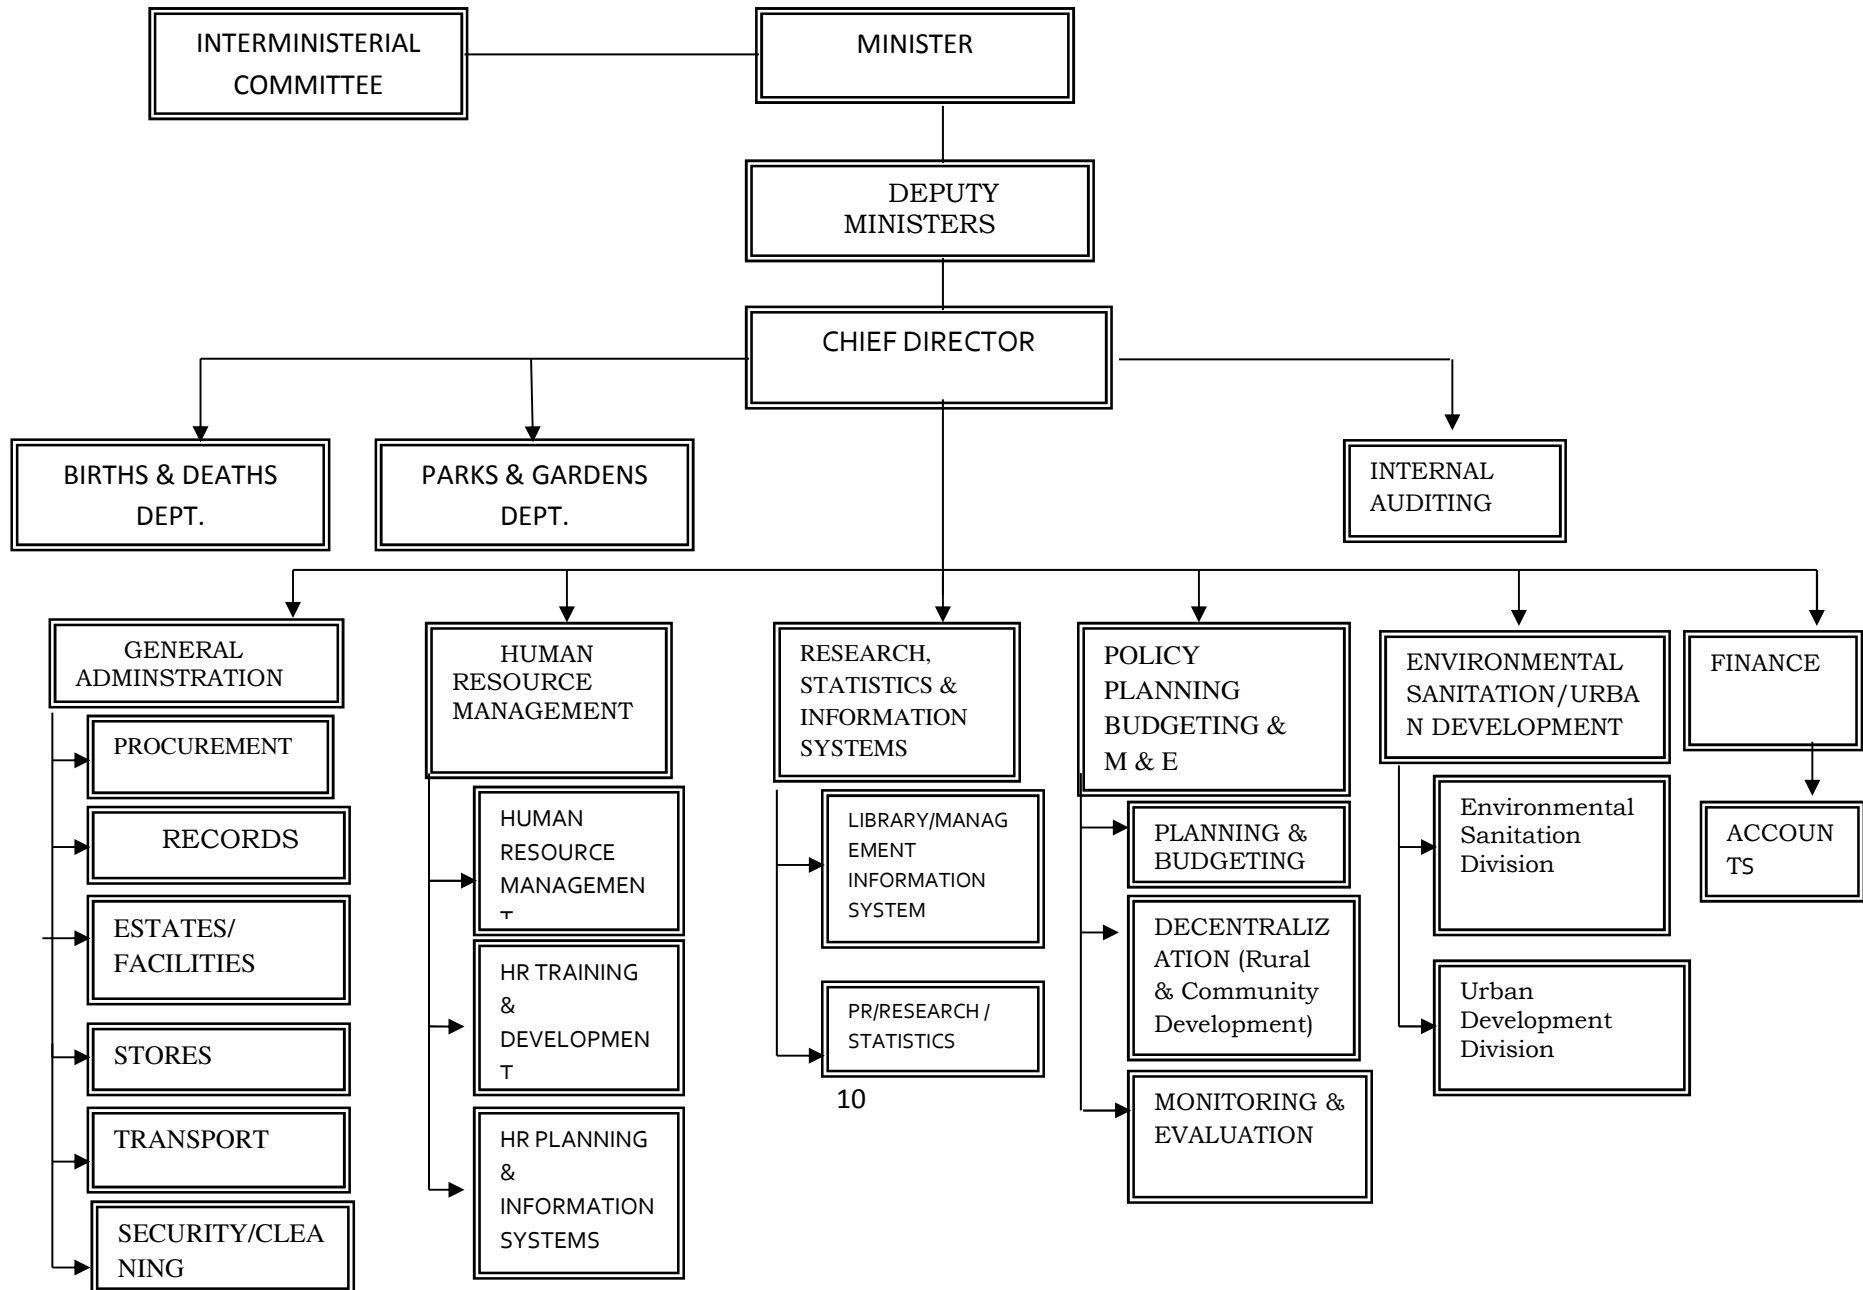 INTERMINISTERIAL
COMMITTEE
MINISTER
DEPUTY
MINISTERS
CHIEF DIRECTOR
BIRTHS & DEATHS
DEPT.
PARKS & GARDENS
DEPT.
INTERNAL
AUDITING
GENERAL
ADMINSTRATION
PROCUREMENT
RECORDS
ESTATES/
FACILITIES
STORES
TRANSPORT
SECURITY/CLEA
NING
HUMAN
RESOURCE
MANAGEMENT
HUMAN
RESOURCE
MANAGEMEN
T
HR TRAINING
&
DEVELOPMEN
T
HR PLANNING
&
INFORMATION
SYSTEMS
RESEARCH,
STATISTICS &
INFORMATION
SYSTEMS
LIBRARY/MANAG
EMENT
INFORMATION
SYSTEM
PR/RESEARCH /
STATISTICS
10
POLICY
PLANNING
BUDGETING &
M & E
PLANNING &
BUDGETING
DECENTRALIZ
ATION (Rural
& Community
Development)
MONITORING &
EVALUATION
ENVIRONMENTAL
SANITATION/URBA
N DEVELOPMENT
Environmental
Sanitation
Division
Urban
Development
Division
FINANCE
ACCOUN
TS